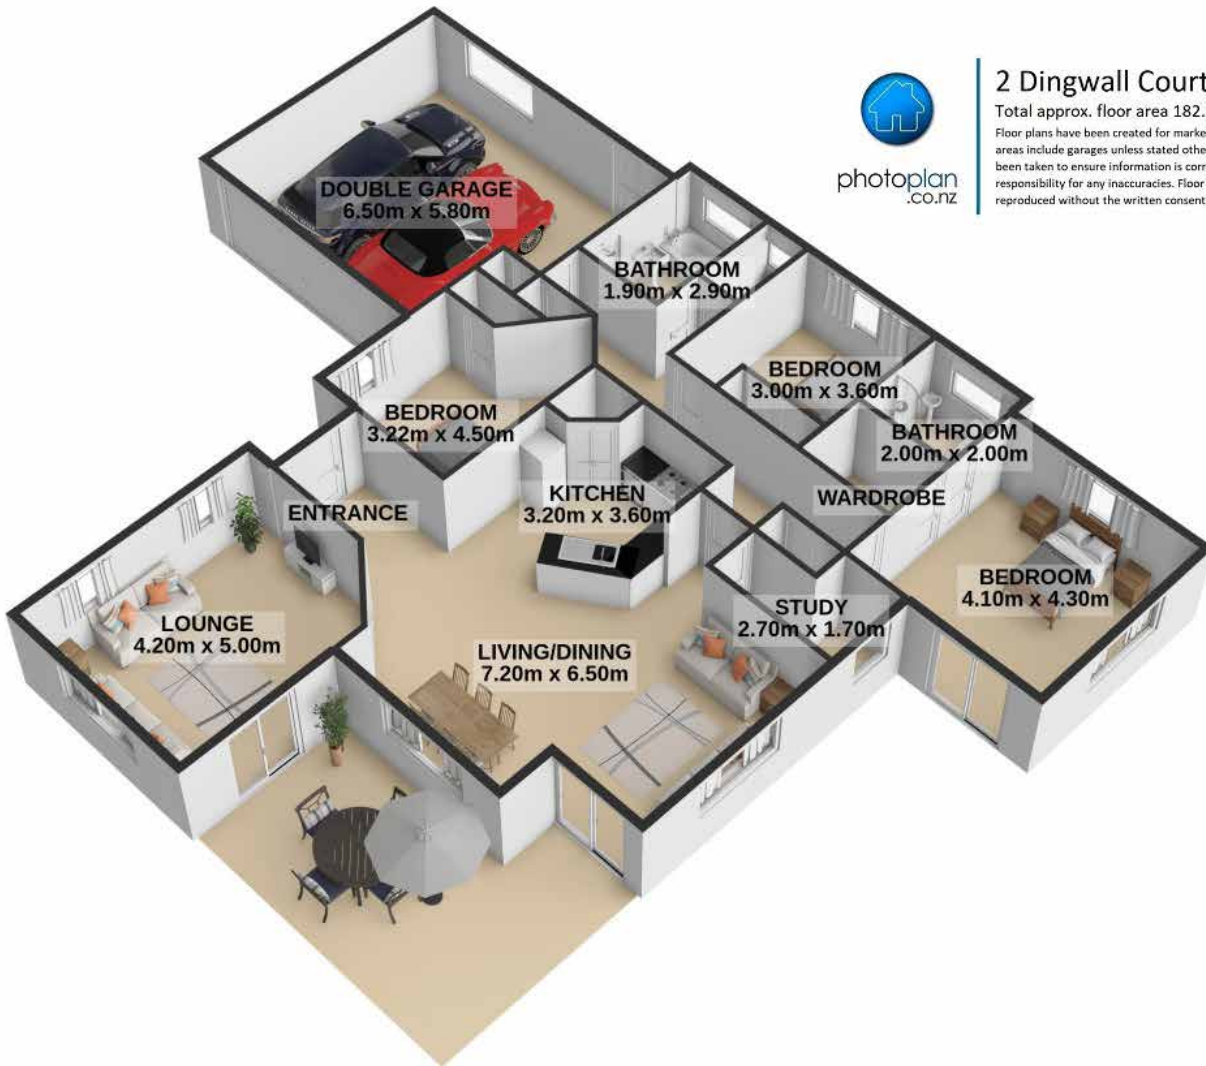 2 Dingwall Court
Total approx. floor area 182.
Floor plans have been created for marke
areas include garages unless stated othe
been taken to ensure information is corr
responsibility for any inaccuracies. Floor
reproduced without the written consent
photoplan
.co.nz
DOUBLE GARAGE
6.50m x 5.80m
BATHROOM
1.90m x 2.90m
BEDROOM
3.00m x 3.60m
BEDROOM
3.22m x 4.50m
BATHROOM
2.00m x 2.00m
KITCHEN
3.20m x 3.60m
WARDROBE
ENTRANCE
BEDROOM
4.10m x 4.30m
STUDY
2.70m x 1.70m
LOUNGE
4.20m x 5.00m
LIVING/DINING
7.20m x 6.50m